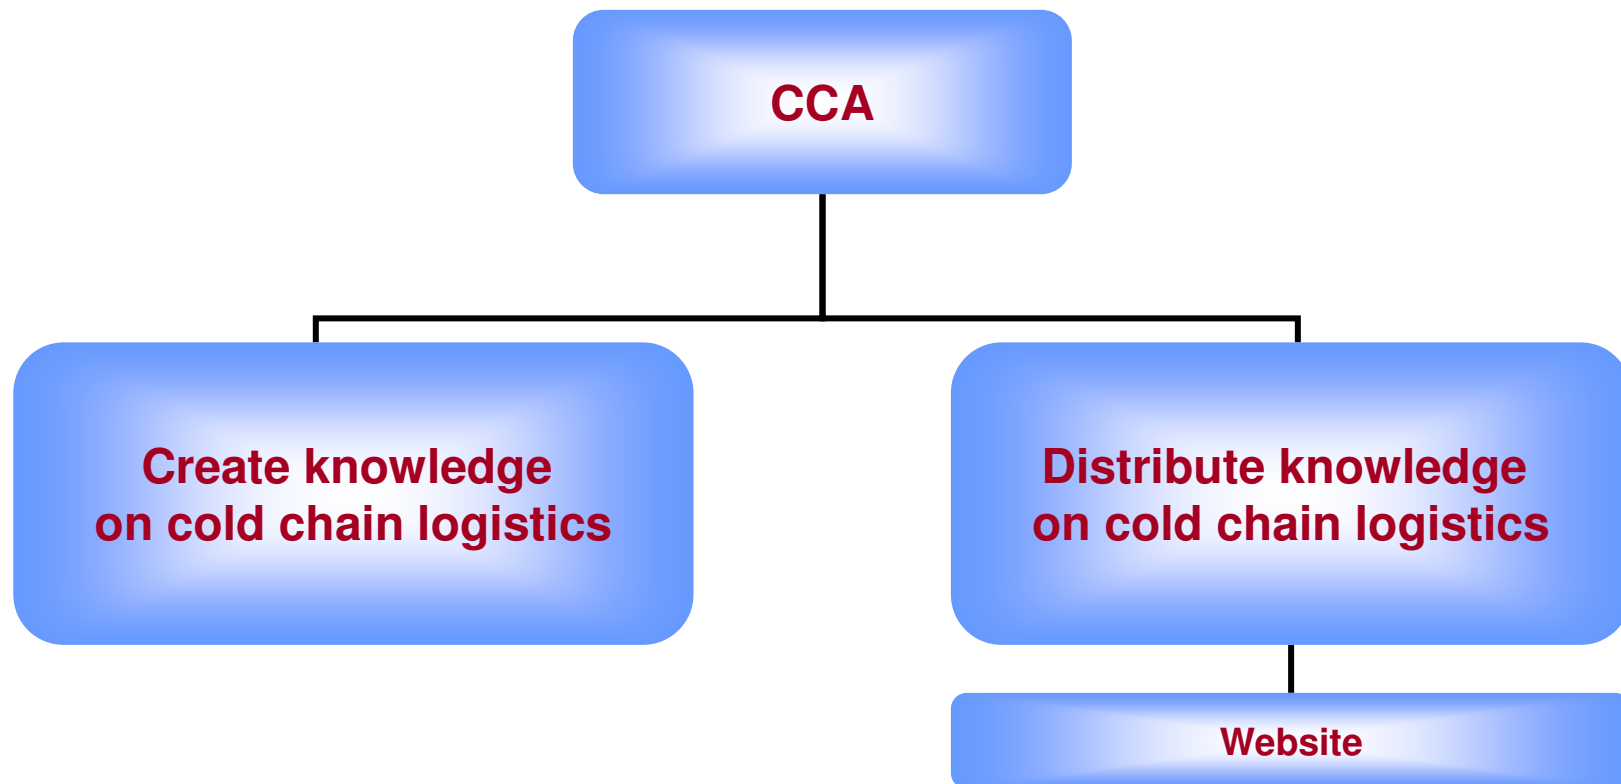 CCA
Create knowledge
on cold chain logistics
Distribute knowledge
on cold chain logistics
Website